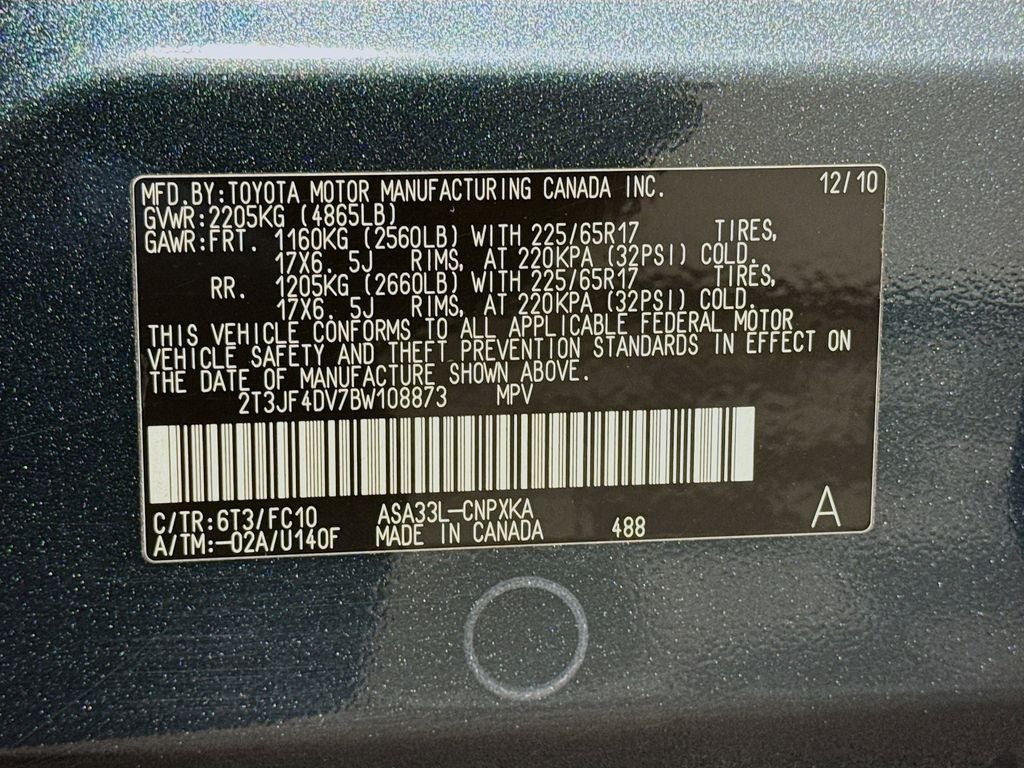 MFD.BY:TOYOTA MOTOR MANUFACTURING CANADA INC. 12/10
GVWR:2205KG (4865LB)
GAWR:FRT. 1160KG (2560LB) WITH 225/65R17 TIRES,
17X6. 5J RIMS, AT 220KPA (32PSI) COLD.
RR. 1205KG (2660LB) WITH 225/65R17 TIRES,
17X6. 5J RIMS, AT 220KPA (32PSI) COLD.
THIS VEHICLE CONFORMS TO ALL APPLICABLE FEDERAL MOTOR
VEHICLE SAFETY AND THEFT PREVENTION STANDARDS IN EFFECT ON
THE DATE OF MANUFACTURE SHOWN ABOVE.
2T3JF4DV7BW108873 MPV
C/TR:6T3/FC10 ASA33L-CNPXKA
A/TM:-02A/U140F MADE IN CANADA 488 A